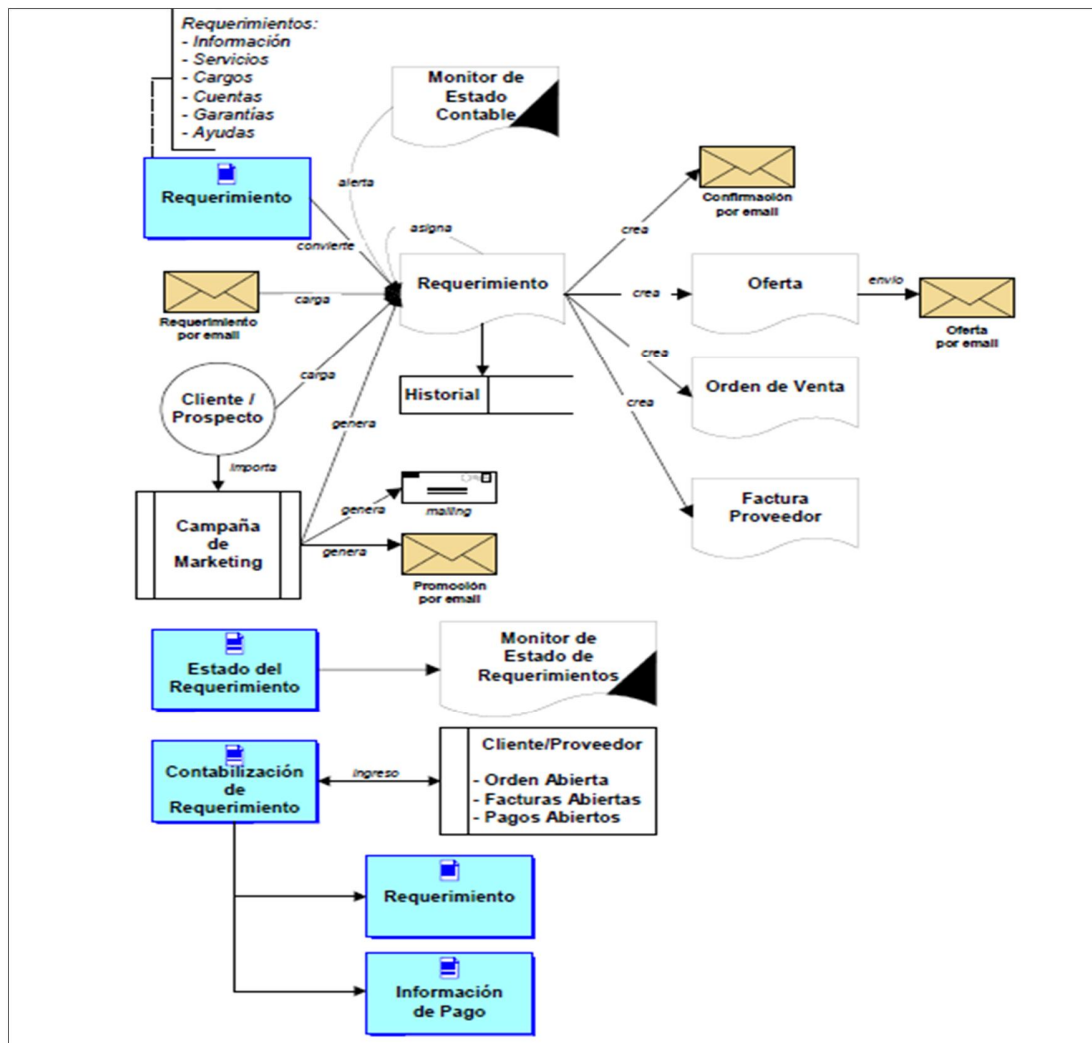 Requerimientos:
- Información
- Servicios
- Cargos
- Cuentas
- Garantías
- Ayudas
Monitor de
Estado
Contable
Requerimiento
alerta
convierte
asigna
Requerimiento
crea
Confirmación
por email
Requerimiento
por email
carga
crea
Oferta
envío
Oferta
por email
Cliente /
Prospecto
carga
genera
Historial
crea
Orden de Venta
crea
Factura
Proveedor
importa
Campaña
de
Marketing
genera
mailing
genera
Promoción
por email
Estado del
Requerimiento
Monitor de
Estado de
Requerimientos
Contabilización
de
Requerimiento
ingreso
Cliente/Proveedor
- Orden Abierta
- Facturas Abiertas
- Pagos Abiertos
Requerimiento
Información
de Pago